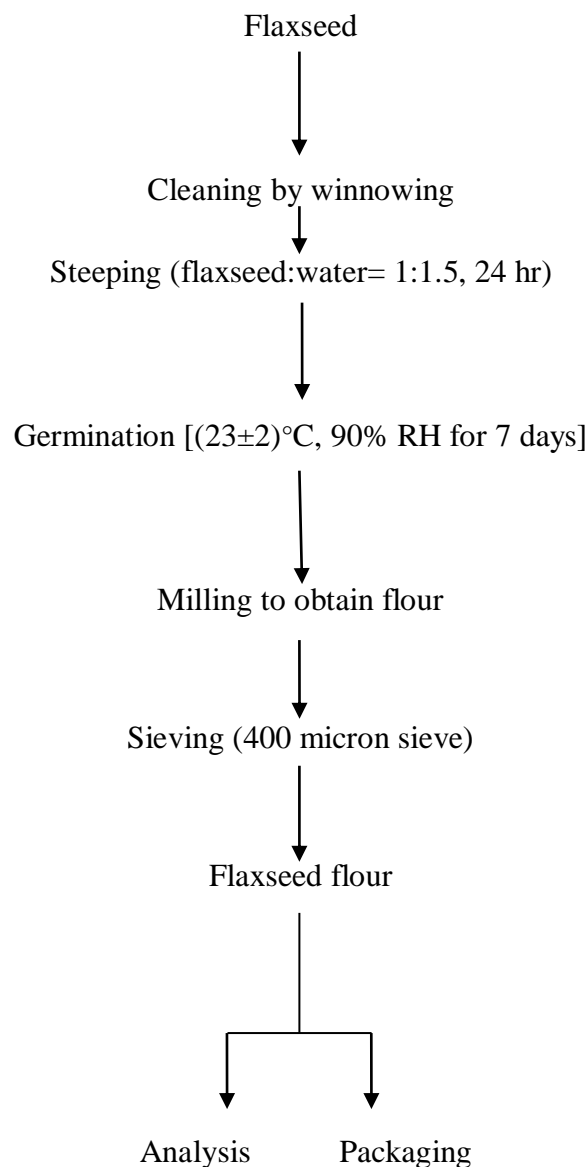 Flaxseed
Cleaning by winnowing
Steeping (flaxseed:water= 1:1.5, 24 hr)
Germination [(23±2)°C, 90% RH for 7 days]
Milling to obtain flour
Sieving (400 micron sieve)
Flaxseed flour
Analysis Packaging